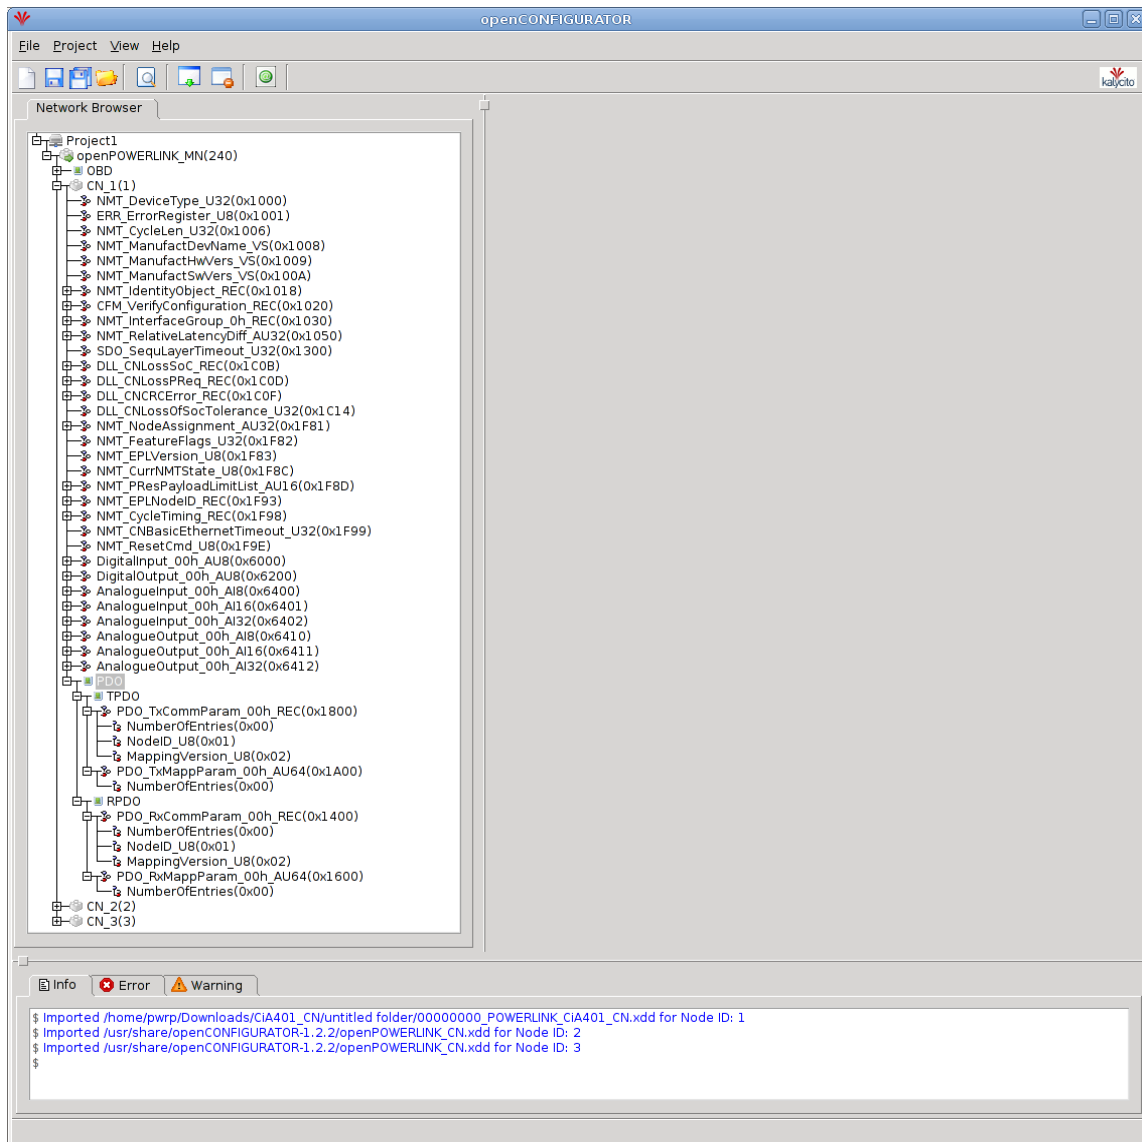 openCONFIGURATOR
File Project View Help
kalycito
Network Browser
Project1
openPOWERLINK_MN(240)
OBD
CN_1(1)
NMT_DeviceType_U32(0x1000)
ERR_ErrorRegister_U8(0x1001)
NMT_CycleLen_U32(0x1006)
NMT_ManufactDevName_VS(0x1008)
NMT_ManufactHwVers_VS(0x1009)
NMT_ManufactSwVers_VS(0x100A)
NMT_IdentityObject_REC(0x1018)
CFM_VerifyConfiguration_REC(0x1020)
NMT_InterfaceGroup_0h_REC(0x1030)
NMT_RelativeLatencyDiff_AU32(0x1050)
SDO_SequLayerTimeout_U32(0x1300)
DLL_CNLossSoC_REC(0x1C0B)
DLL_CNLossPReq_REC(0x1C0D)
DLL_CNCRCError_REC(0x1C0F)
DLL_CNLossOfSocTolerance_U32(0x1C14)
NMT_NodeAssignment_AU32(0x1F81)
NMT_FeatureFlags_U32(0x1F82)
NMT_EPLVersion_U8(0x1F83)
NMT_CurrNMTState_U8(0x1F8C)
NMT_PResPayloadLimitList_AU16(0x1F8D)
NMT_EPLNodeID_REC(0x1F93)
NMT_CycleTiming_REC(0x1F98)
NMT_CNBasicEthernetTimeout_U32(0x1F99)
NMT_ResetCmd_U8(0x1F9E)
DigitalInput_00h_AU8(0x6000)
DigitalOutput_00h_AU8(0x6200)
AnalogueInput_00h_AI8(0x6400)
AnalogueInput_00h_AI16(0x6401)
AnalogueInput_00h_AI32(0x6402)
AnalogueOutput_00h_AI8(0x6410)
AnalogueOutput_00h_AI16(0x6411)
AnalogueOutput_00h_AI32(0x6412)
PDO
TPDO
PDO_TxCommParam_00h_REC(0x1800)
NumberOfEntries(0x00)
NodeID_U8(0x01)
MappingVersion_U8(0x02)
PDO_TxMappParam_00h_AU64(0x1A00)
NumberOfEntries(0x00)
RPDO
PDO_RxCommParam_00h_REC(0x1400)
NumberOfEntries(0x00)
NodeID_U8(0x01)
MappingVersion_U8(0x02)
PDO_RxMappParam_00h_AU64(0x1600)
NumberOfEntries(0x00)
CN_2(2)
CN_3(3)
Info Error Warning
$ Imported /home/pwrp/Downloads/CiA401_CN/untitled folder/00000000_POWERLINK_CiA401_CN.xdd for Node ID: 1
$ Imported /usr/share/openCONFIGURATOR-1.2.2/openPOWERLINK_CN.xdd for Node ID: 2
$ Imported /usr/share/openCONFIGURATOR-1.2.2/openPOWERLINK_CN.xdd for Node ID: 3
$